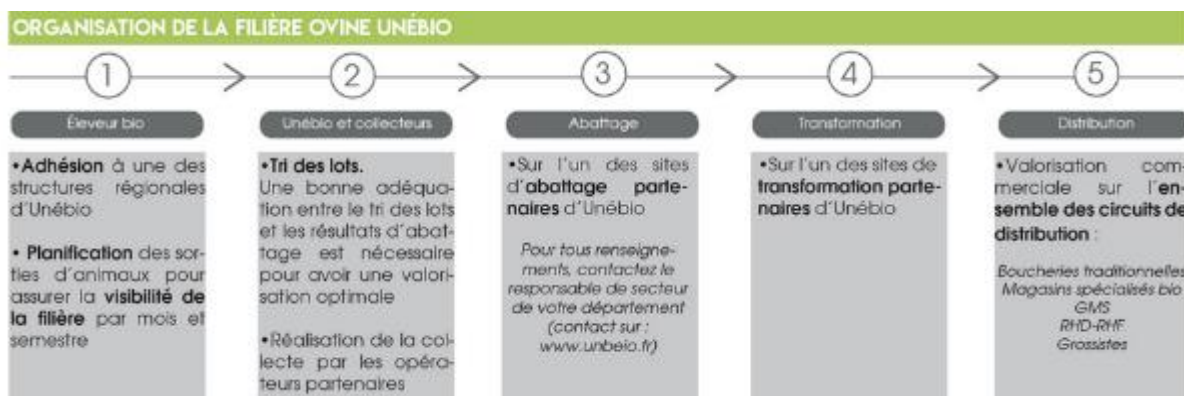 ORGANISATION DE LA FILIÈRE OVINE UNÉBIO
1
2
3
4
5
Éleveur bio
Unébio et collecteurs
Abattage
Transformation
Distribution
•Adhésion à une des
structures régionales
d'Unébio
• Planification des sor-
ties d'animaux pour
assurer la visibilité de
la filière par mois et
semestre
•Tri des lots.
Une bonne adéqua-
tion entre le tri des lots
et les résultats d'abat-
tage est nécessaire
pour avoir une valori-
sation optimale
•Réalisation de la col-
lecte par les opéra-
teurs partenaires
•Sur l'un des sites
d'abattage parte-
naires d'Unébio
Pour tous renseigne-
ments, contactez le
responsable de secteur
de votre département
(contact sur :
www.unbeio.fr)
•Sur l'un des sites de
transformation parte-
naires d'Unébio
•Valorisation com-
merciale sur l'en-
semble des circuits de
distribution :
Boucheries traditionnelles
Magasins spécialisés bio
GMS
RHD-RHF
Grossistes